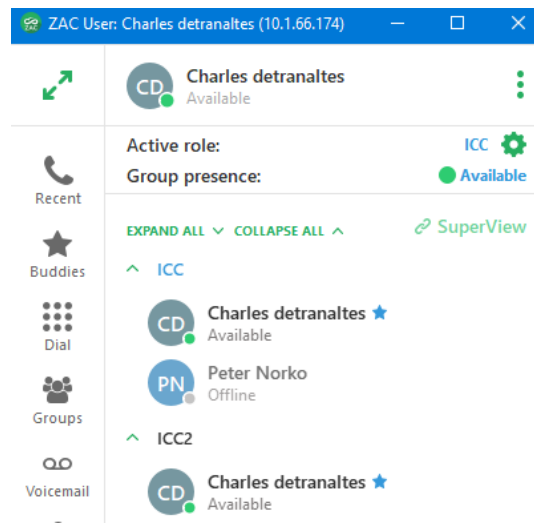 ZAC User: Charles detranaltes (10.1.66.174)
CD
Charles detranaltes
Available
Active role:
ICC
Group presence:
Available
Recent
Buddies
Dial
Groups
Voicemail
EXPAND ALL
COLLAPSE ALL
SuperView
ICC
CD
Charles detranaltes
Available
PN
Peter Norko
Offline
ICC2
CD
Charles detranaltes
Available